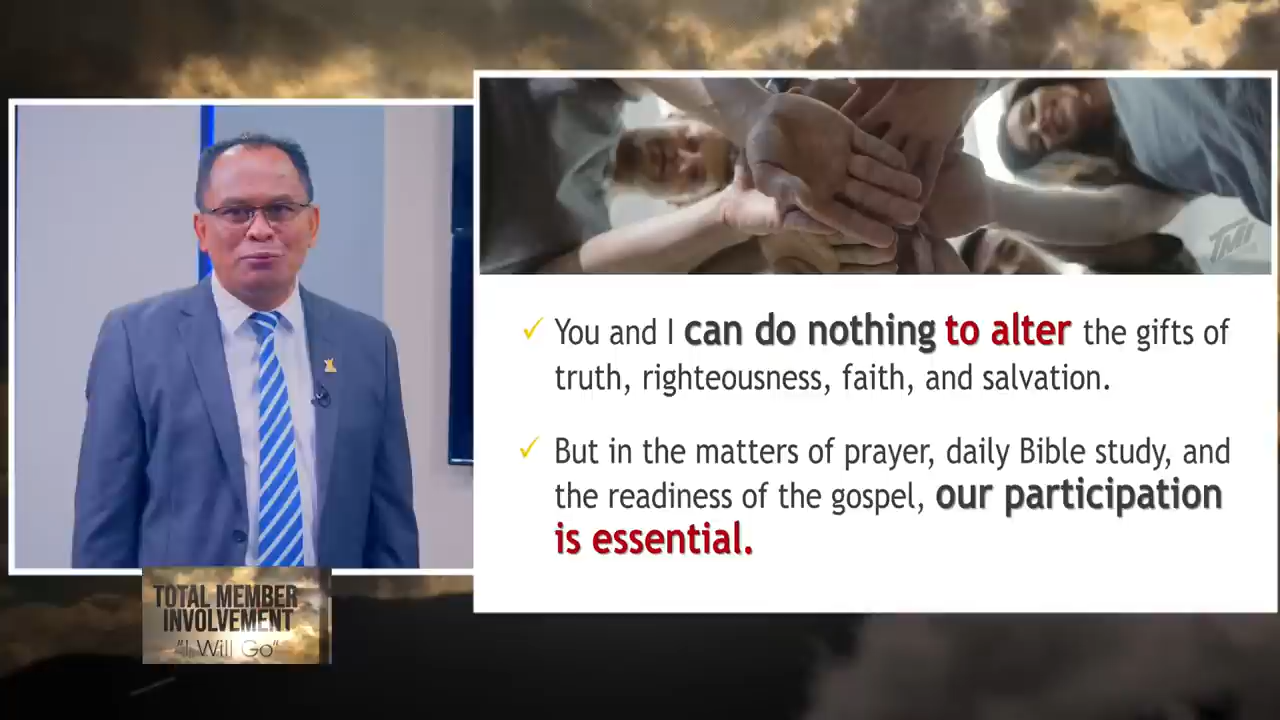 TMI
You and I can do nothing to alter the gifts of
truth, righteousness, faith, and salvation.
But in the matters of prayer, daily Bible study, and
the readiness of the gospel, our participation
is essential.
TOTAL MEMBER
INVOLVEMENT
"I Will Go"